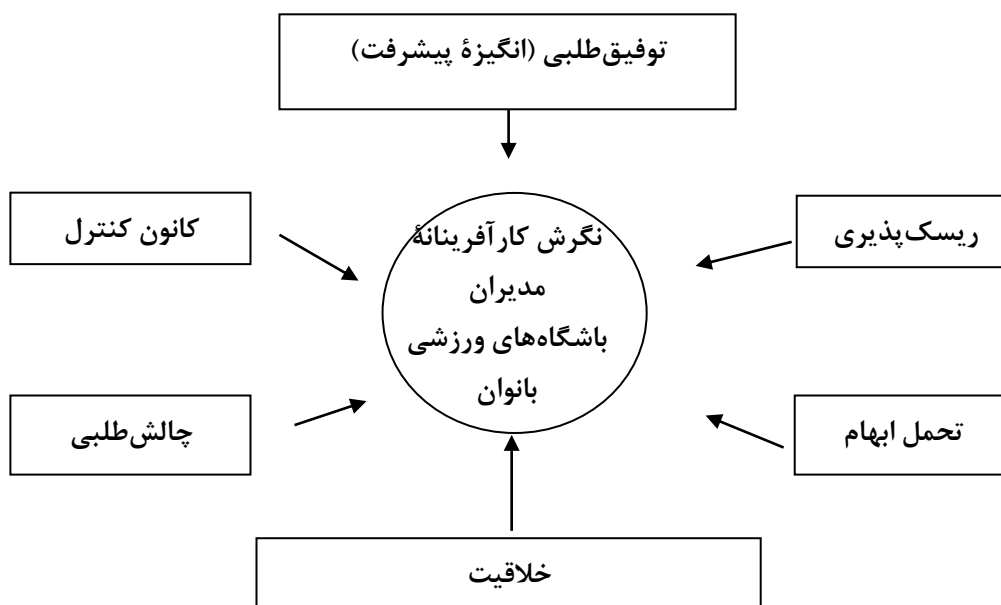 توفیق‌طلبی (انگیزهٔ پیشرفت)
ریسک‌پذیری
کانون کنترل
نگرش کارآفرینانهٔ
مدیران
باشگاه‌های ورزشی
بانوان
تحمل ابهام
چالش‌طلبی
خلاقیت